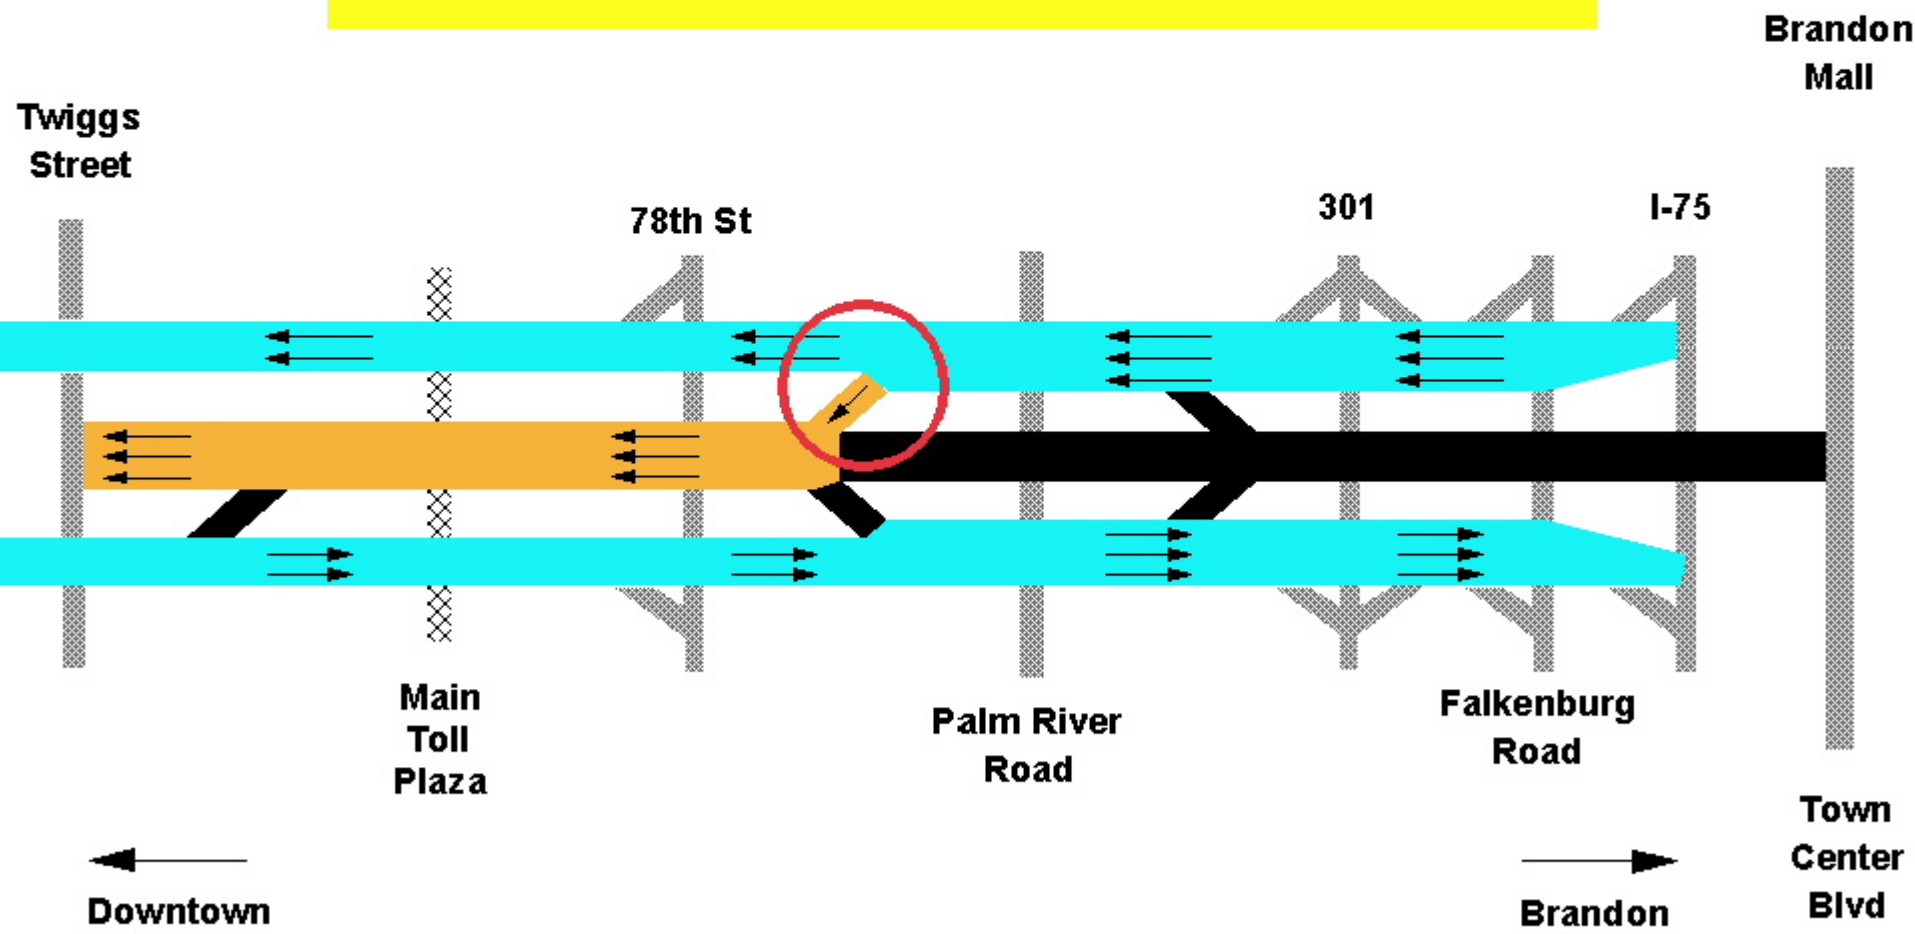 Brandon
Mall
Twiggs
Street
78th St
301
I-75
Main
Toll
Plaza
Palm River
Road
Falkenburg
Road
Town
Center
Blvd
Downtown
Brandon